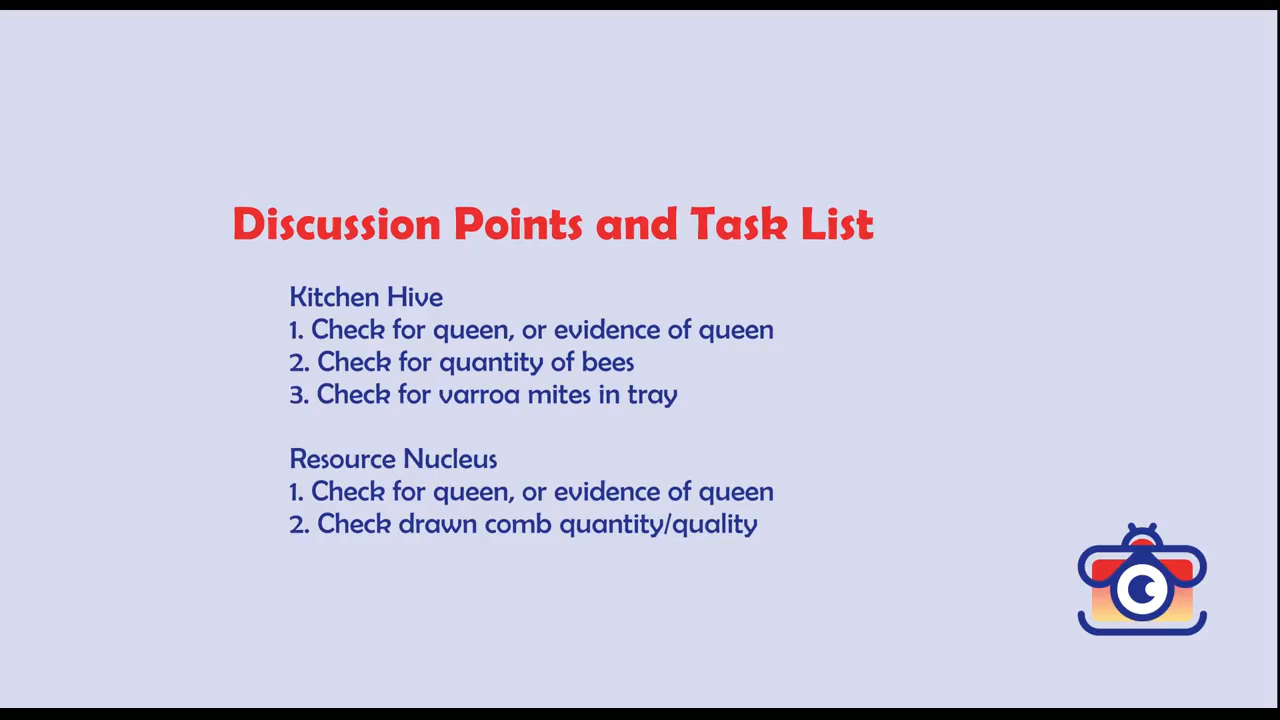 Discussion Points and Task List
Kitchen Hive
1. Check for queen, or evidence of queen
2. Check for quantity of bees
3. Check for varroa mites in tray
Resource Nucleus
1. Check for queen, or evidence of queen
2. Check drawn comb quantity/quality